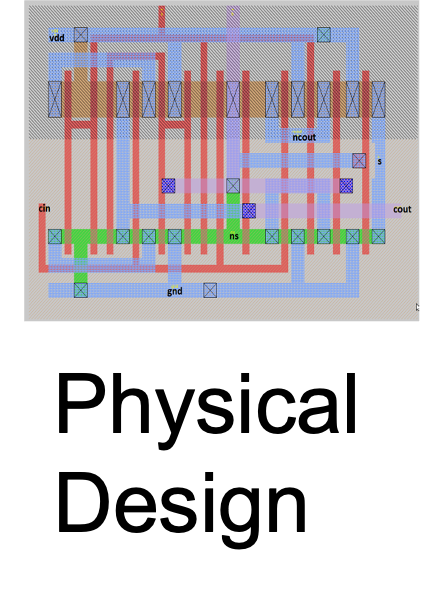 vdd
ncout
s
cin
cout
ns
gnd
Physical
Design